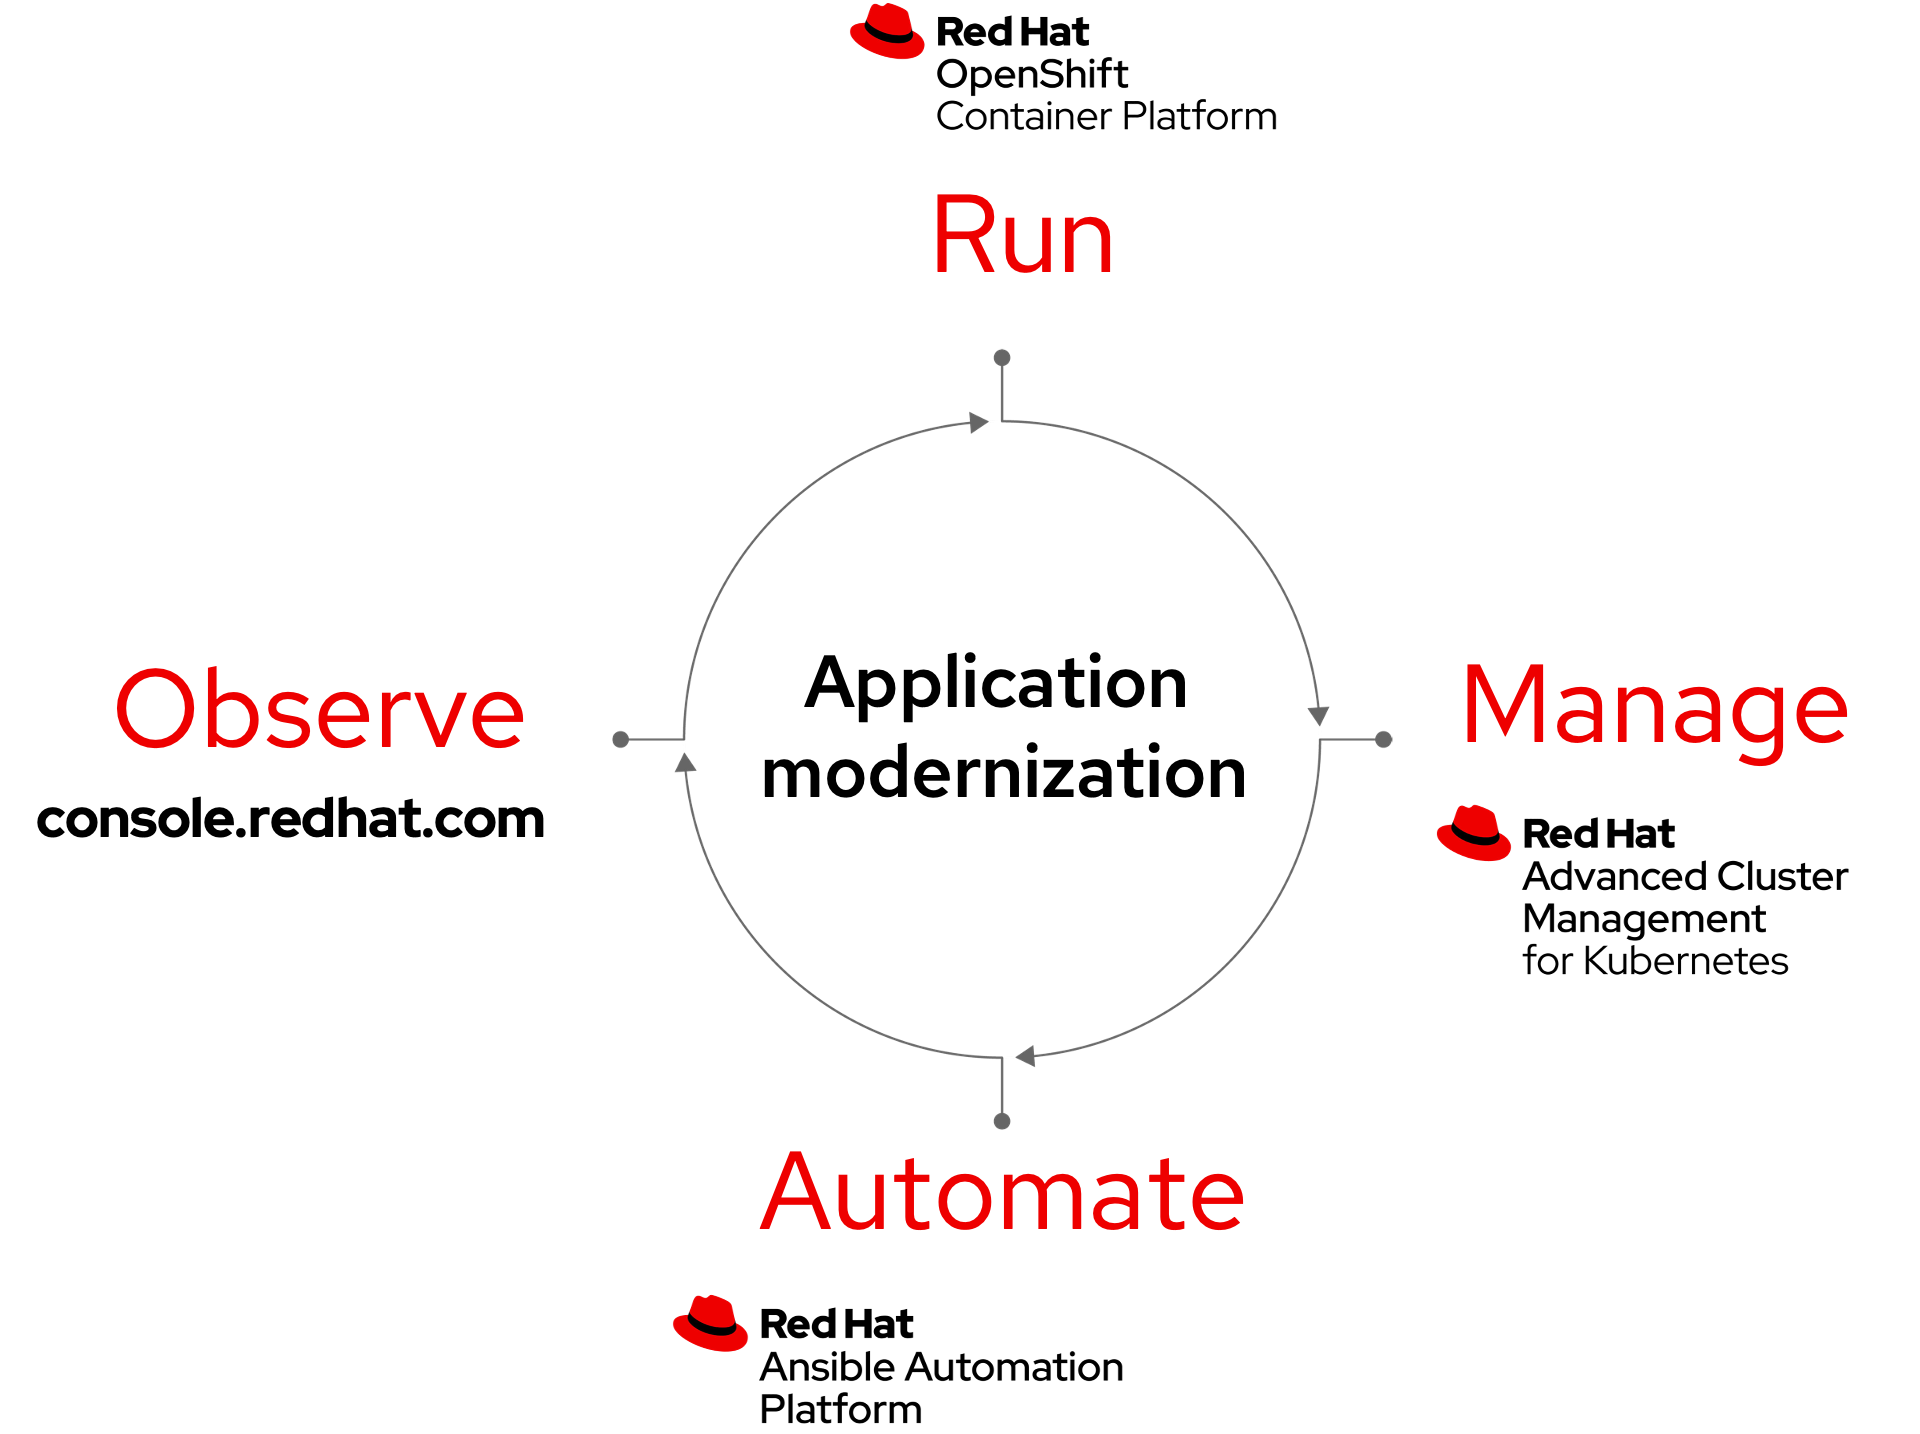 Red Hat
OpenShift
Container Platform
Run
Observe
console.redhat.com
Application
modernization
Manage
Red Hat
Advanced Cluster
Management
for Kubernetes
Automate
Red Hat
Ansible Automation
Platform